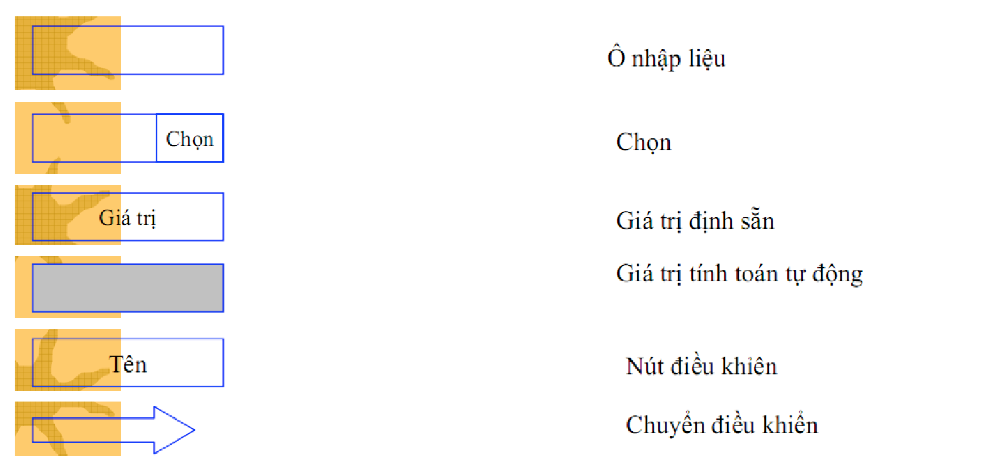 Ô nhập liệu
Chọn Chọn
Giá trị Giá trị định sẵn
Giá trị tính toán tự động
Tên Nút điều khiên
Chuyển điều khiển